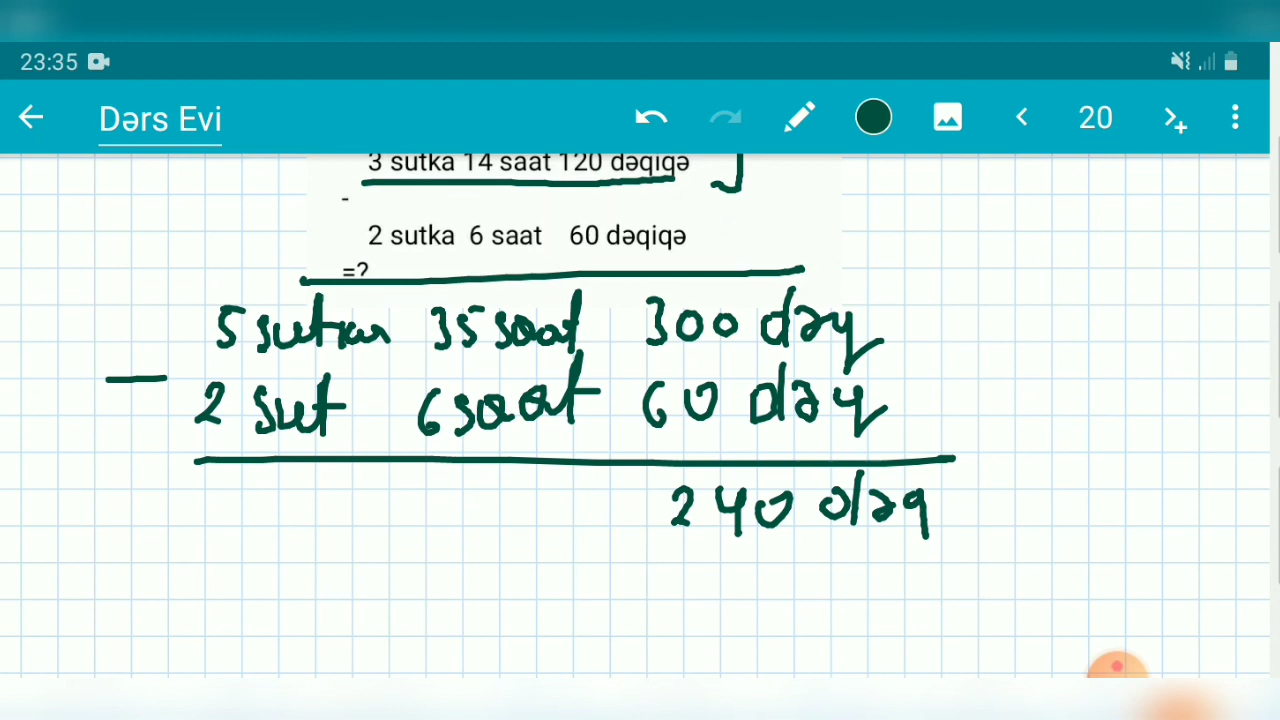 23:35
Dərs Evi 20
3 sutka 14 saat 120 dəqiqə
-
2 sutka 6 saat 60 dəqiqə
=?
5 sutka 35 saat 300 dəq
— 2 sut 6 saat 60 dəq
240 dəq